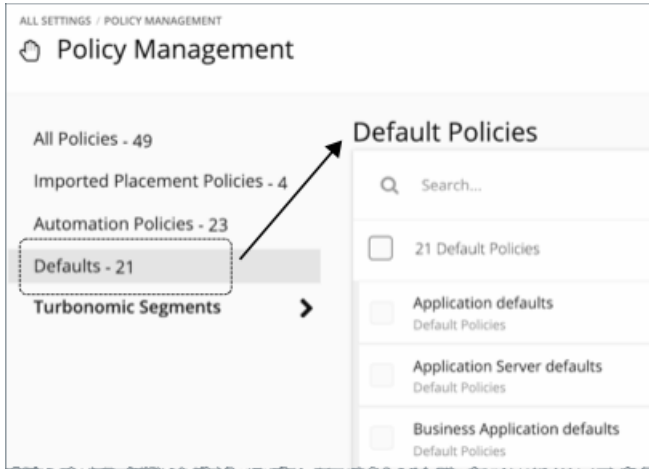 ALL SETTINGS / POLICY MANAGEMENT
Policy Management
All Policies - 49
Imported Placement Policies - 4
Automation Policies - 23
Defaults - 21
Turbonomic Segments
Default Policies
Search...
21 Default Policies
Application defaults
Default Policies
Application Server defaults
Default Policies
Business Application defaults
Default Policies